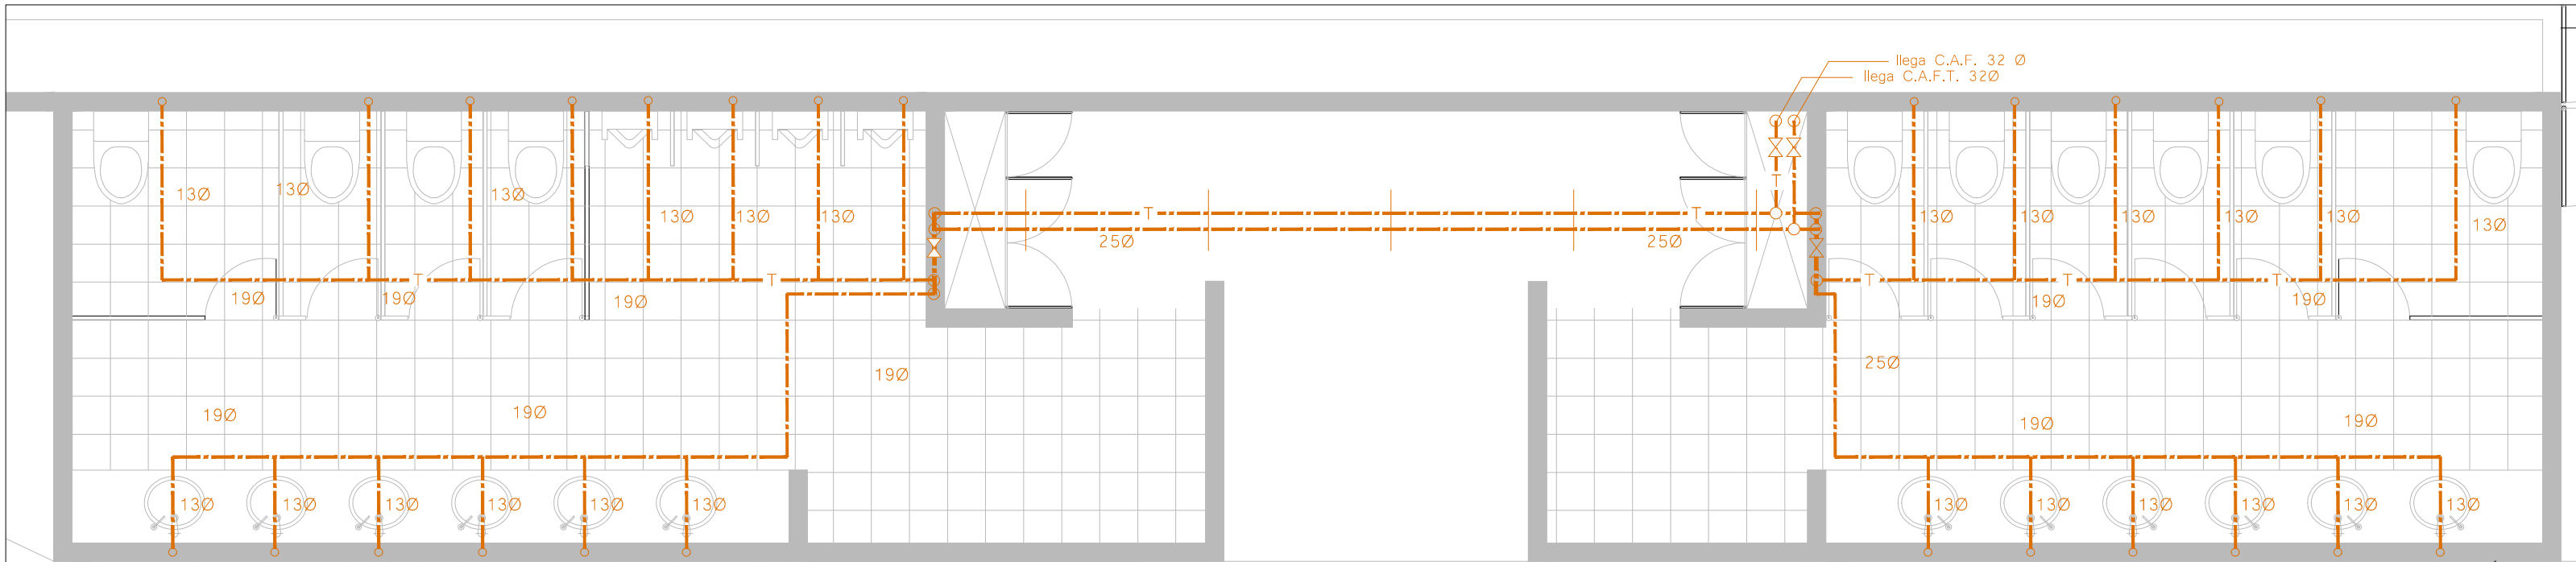 llega C.A.F. 32 Ø
llega C.A.F.T. 32Ø
13Ø 13Ø 13Ø 13Ø 13Ø 13Ø
T
T T
13Ø 13Ø 13Ø 13Ø 13Ø 13Ø
25Ø 25Ø
T T
T T T
19Ø 19Ø 19Ø
19Ø 19Ø
25Ø
19Ø
19Ø 19Ø
19Ø 19Ø
13Ø 13Ø 13Ø 13Ø 13Ø 13Ø
13Ø 13Ø 13Ø 13Ø 13Ø 13Ø